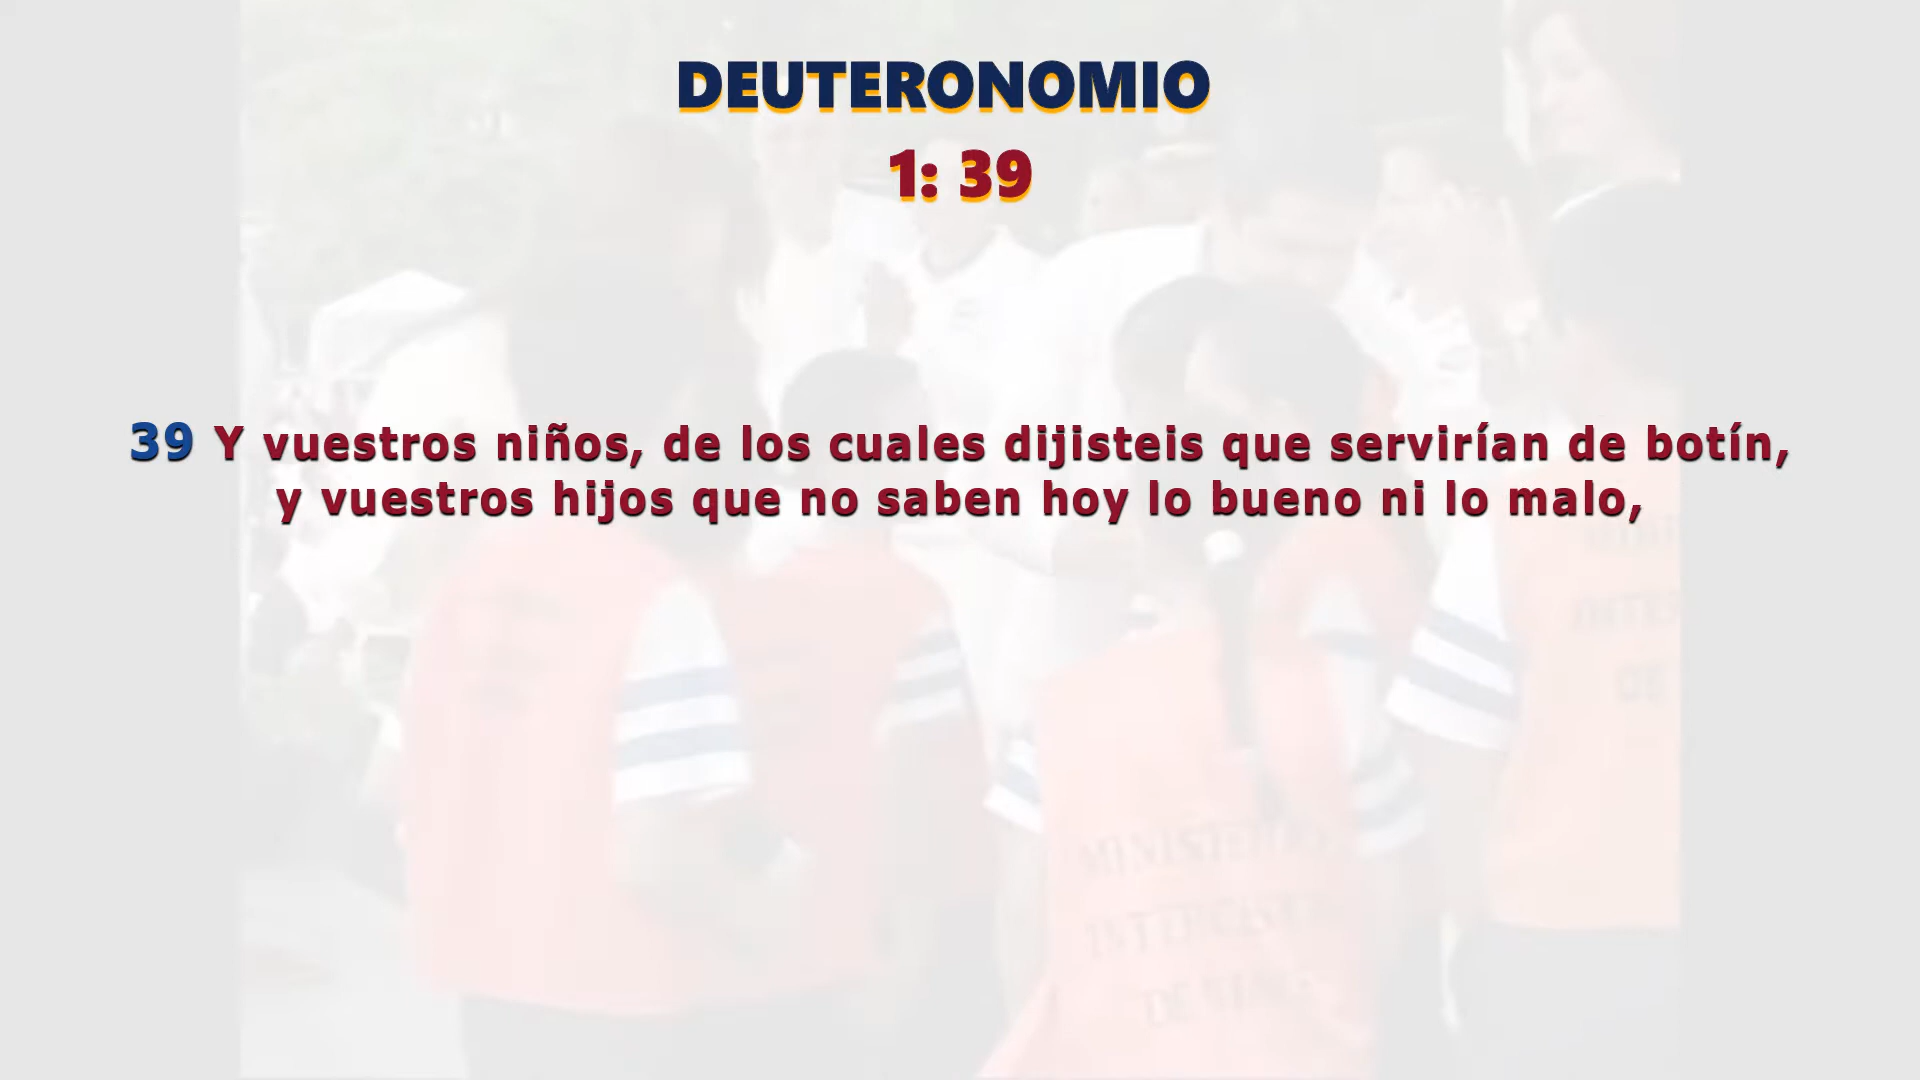 DEUTERONOMIO
1: 39
39 Y vuestros niños, de los cuales dijisteis que servirían de botín,
y vuestros hijos que no saben hoy lo bueno ni lo malo,
DE